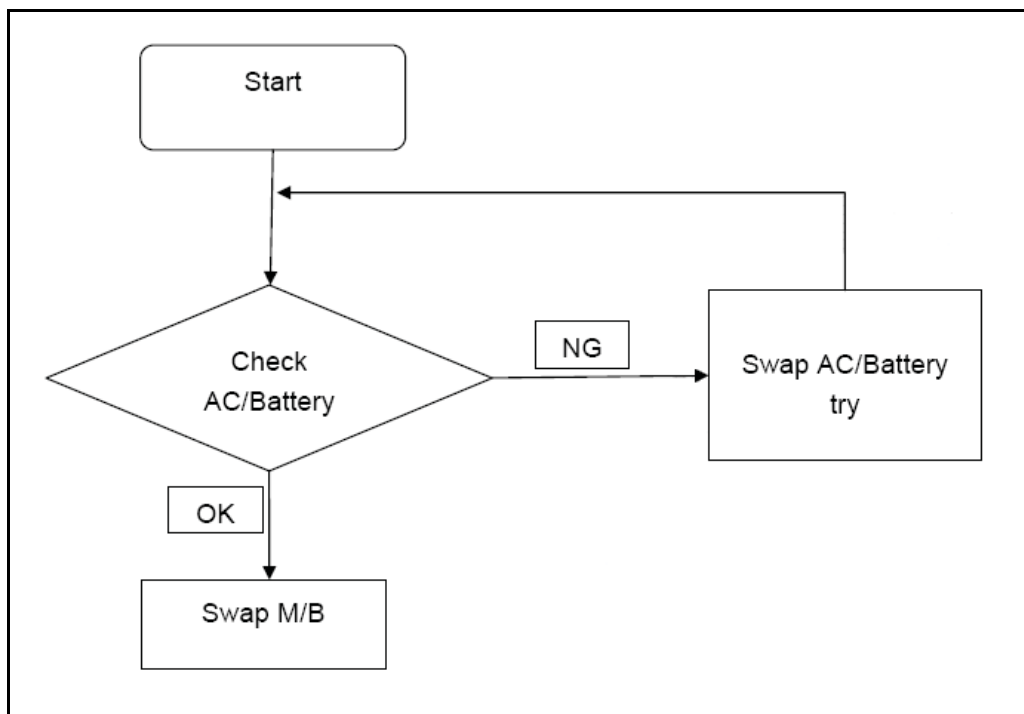 Start
Check
AC/Battery
NG
Swap AC/Battery
try
OK
Swap M/B